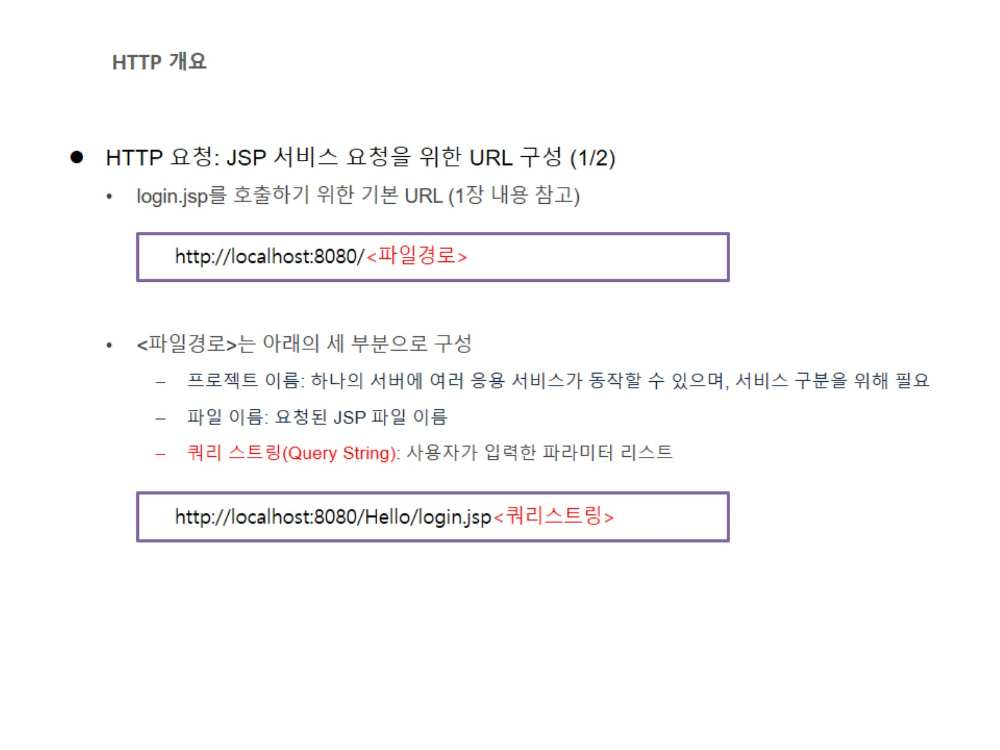 HTTP 개요
● HTTP 요청: JSP 서비스 요청을 위한 URL 구성 (1/2)
• login.jsp를 호출하기 위한 기본 URL (1장 내용 참고)
http://localhost:8080/<파일경로>
• <파일경로>는 아래의 세 부분으로 구성
– 프로젝트 이름: 하나의 서버에 여러 응용 서비스가 동작할 수 있으며, 서비스 구분을 위해 필요
– 파일 이름: 요청된 JSP 파일 이름
– 쿼리 스트링(Query String): 사용자가 입력한 파라미터 리스트
http://localhost:8080/Hello/login.jsp<쿼리스트링>